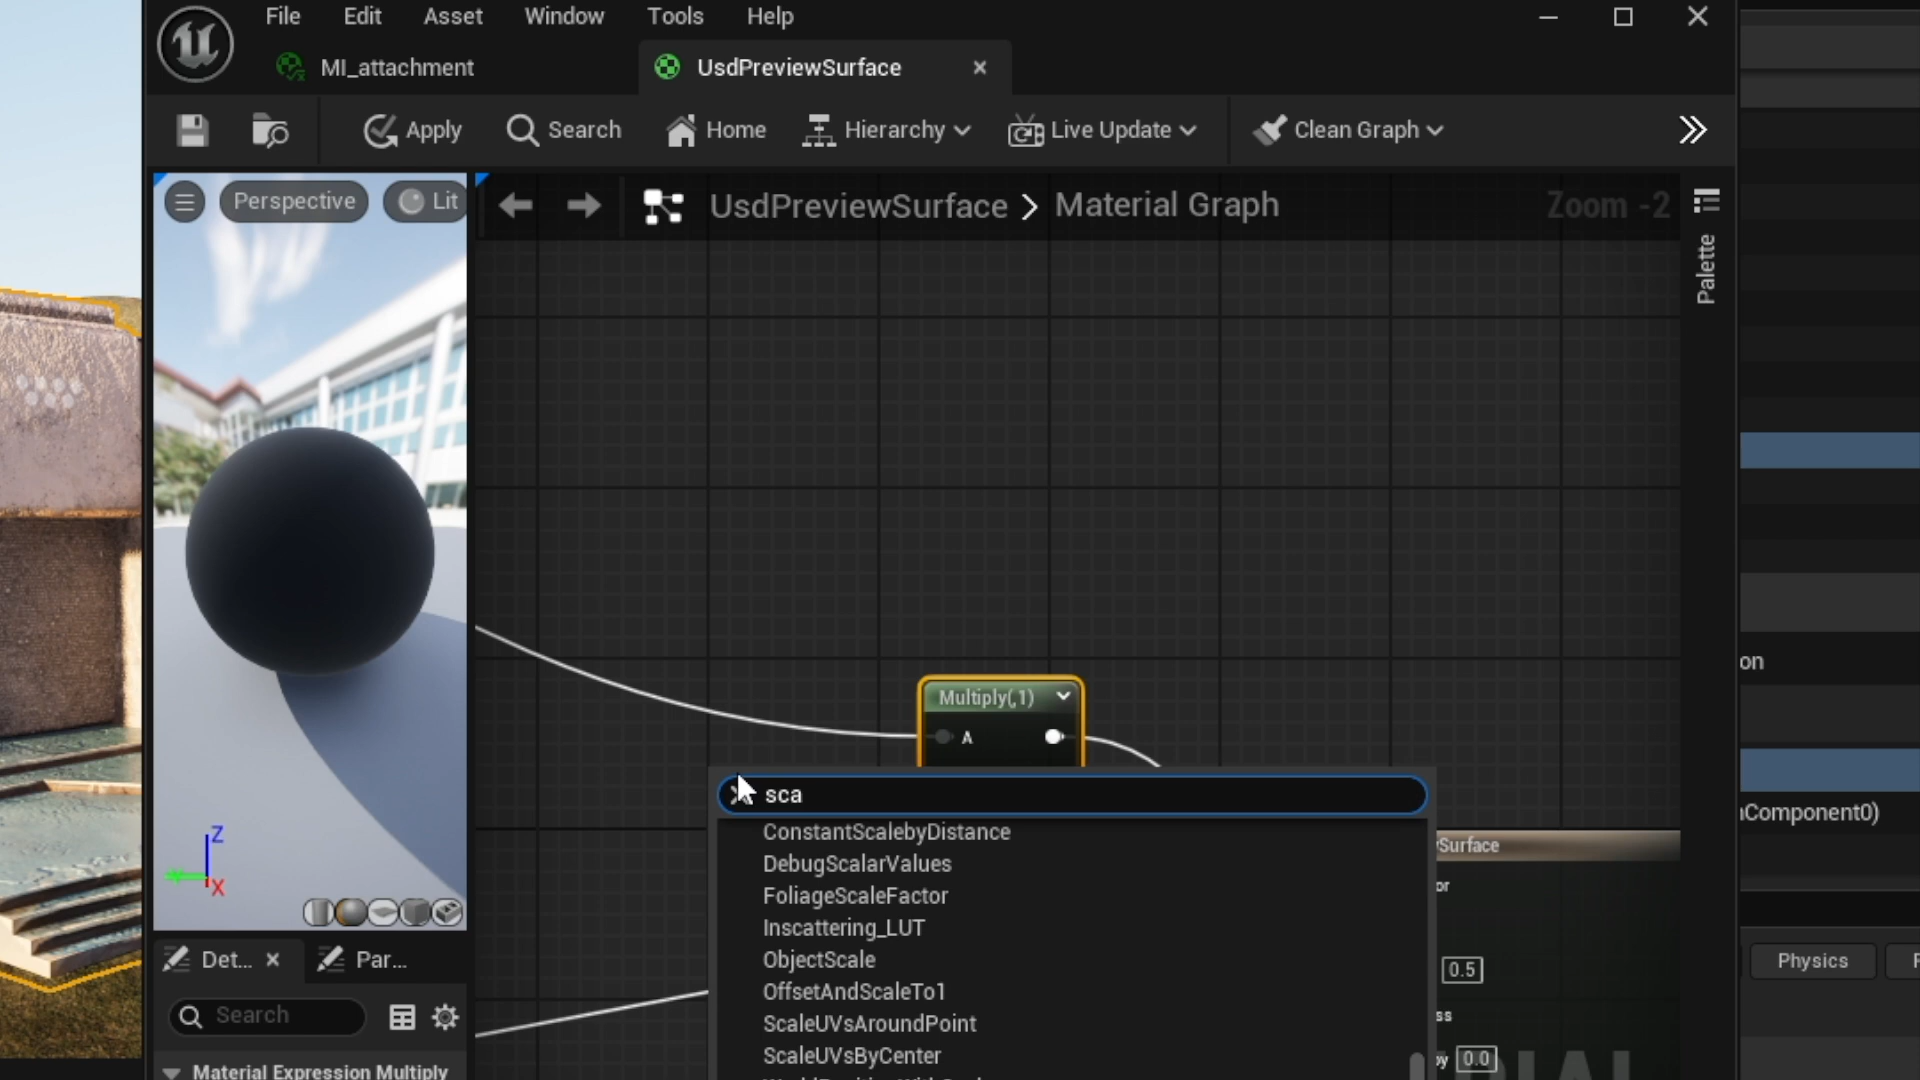 File Edit Asset Window Tools Help
MI_attachment
UsdPreviewSurface
Apply Search Home Hierarchy Live Update Clean Graph
Perspective Lit
UsdPreviewSurface > Material Graph
Zoom -2
Palette
on
Multiply(,1)
A
sca
ConstantScalebyDistance
DebugScalarValues
FoliageScaleFactor
Inscattering_LUT
ObjectScale
OffsetAndScaleTo1
ScaleUVsAroundPoint
ScaleUVsByCenter
Component0)
Surface
or
0.5
ss
0.0
Z
X
Det...
Par...
Physics
Search
Material Expression Multiply